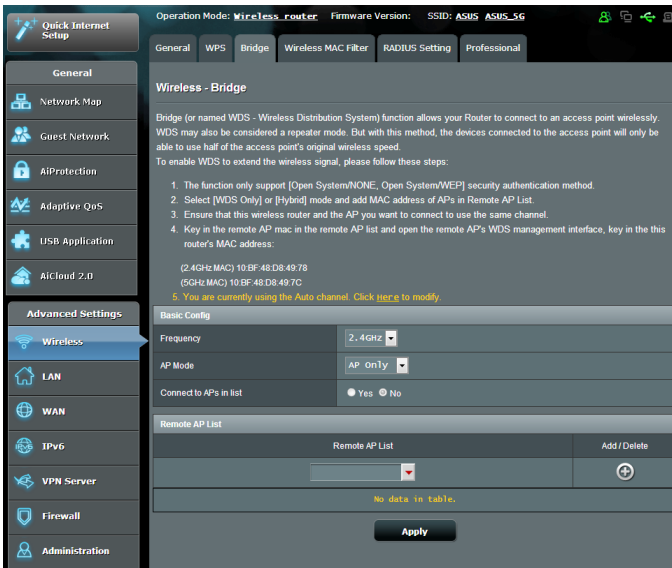 Quick Internet
Setup
Operation Mode: Wireless router Firmware Version: SSID: ASUS ASUS_5G
General WPS Bridge Wireless MAC Filter RADIUS Setting Professional
General
Network Map
Guest Network
AiProtection
Adaptive QoS
USB Application
AiCloud 2.0
Advanced Settings
Wireless
LAN
WAN
IPv6
VPN Server
Firewall
Administration
Wireless - Bridge
Bridge (or named WDS - Wireless Distribution System) function allows your Router to connect to an access point wirelessly.
WDS may also be considered a repeater mode. But with this method, the devices connected to the access point will only be
able to use half of the access point's original wireless speed.
To enable WDS to extend the wireless signal, please follow these steps:
1. The function only support [Open System/NONE, Open System/WEP] security authentication method.
2. Select [WDS Only] or [Hybrid] mode and add MAC address of APs in Remote AP List.
3. Ensure that this wireless router and the AP you want to connect to use the same channel.
4. Key in the remote AP mac in the remote AP list and open the remote AP's WDS management interface, key in the this
router's MAC address:
(2.4GHz MAC) 10:BF:48:D8:49:78
(5GHz MAC) 10:BF:48:D8:49:7C
5. You are currently using the Auto channel. Click Here to modify.
Basic Config
Frequency 2.4GHz
AP Mode AP Only
Connect to APs in list Yes No
Remote AP List
Remote AP List Add / Delete
No data in table.
Apply